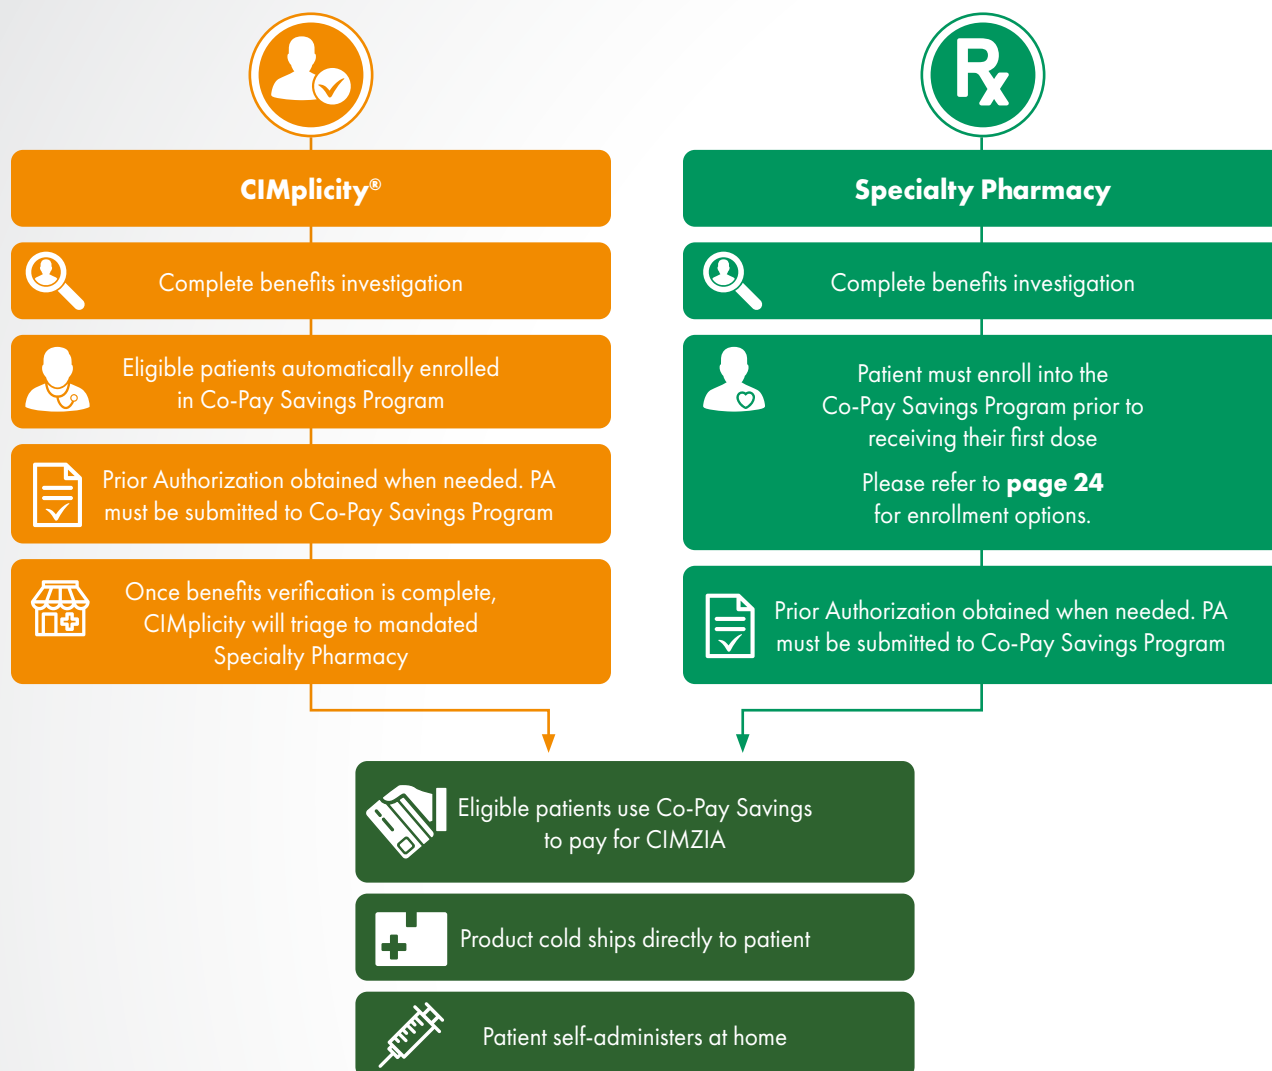 CIMplicity®
Complete benefits investigation
Eligible patients automatically enrolled
in Co-Pay Savings Program
Prior Authorization obtained when needed. PA
must be submitted to Co-Pay Savings Program
Once benefits verification is complete,
CIMplicity will triage to mandated
Specialty Pharmacy
Rx
Specialty Pharmacy
Complete benefits investigation
Patient must enroll into the
Co-Pay Savings Program prior to
receiving their first dose
Please refer to page 24
for enrollment options.
Prior Authorization obtained when needed. PA
must be submitted to Co-Pay Savings Program
Eligible patients use Co-Pay Savings
to pay for CIMZIA
Product cold ships directly to patient
Patient self-administers at home